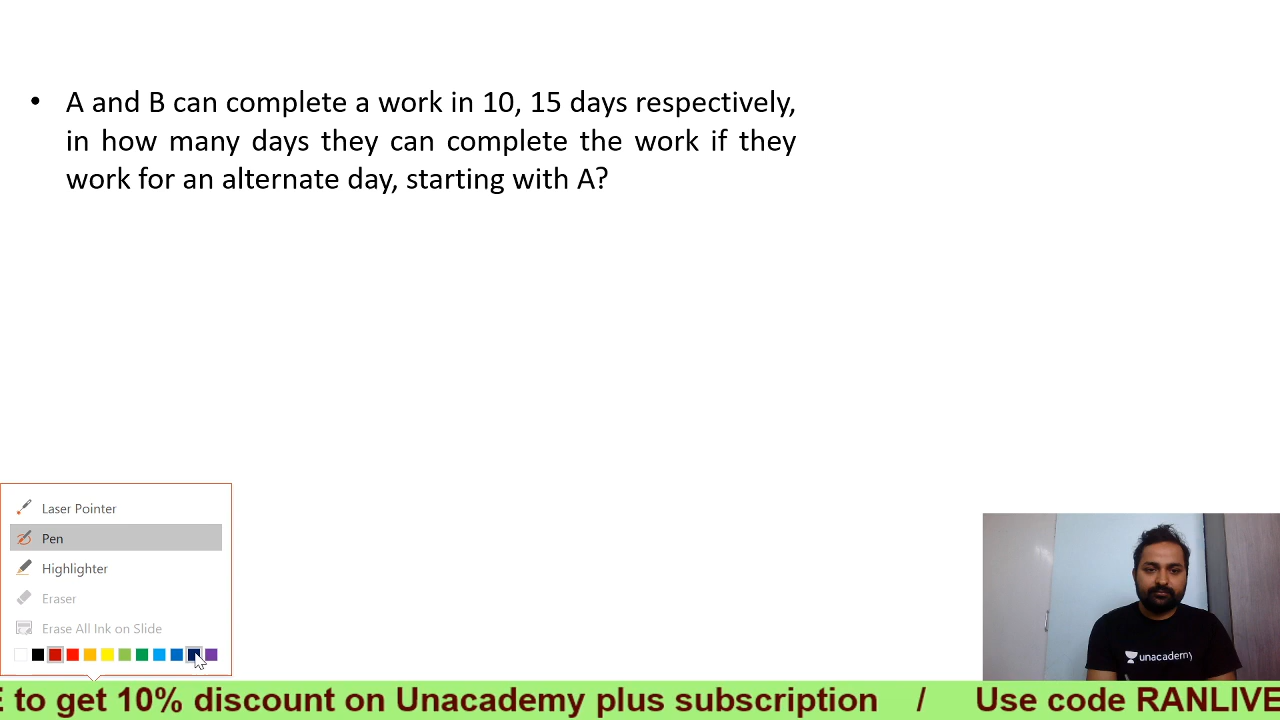 • A and B can complete a work in 10, 15 days respectively,
in how many days they can complete the work if they
work for an alternate day, starting with A?
Laser Pointer
Pen
Highlighter
Eraser
Erase All Ink on Slide
unacademy
E to get 10% discount on Unacademy plus subscription / Use code RANLIVE